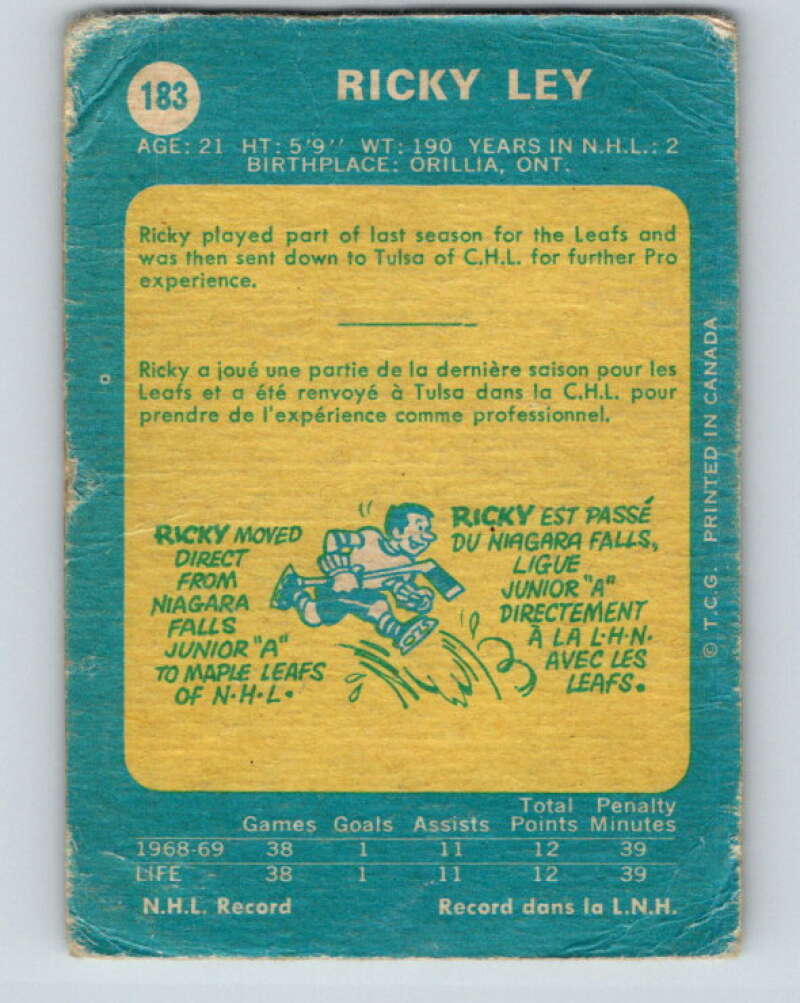 183
RICKY LEY
AGE: 21 HT: 5'9'' WT: 190 YEARS IN N.H.L.: 2
BIRTHPLACE: ORILLIA, ONT.
Ricky played part of last season for the Leafs and
was then sent down to Tulsa of C.H.L. for further Pro
experience.
Ricky a joué une partie de la dernière saison pour les
Leafs et a été renvoyé à Tulsa dans la C.H.L. pour
prendre de l'expérience comme professionnel.
RICKY MOVED
DIRECT
FROM
NIAGARA
FALLS
JUNIOR "A"
TO MAPLE LEAFS
OF N·H·L.
RICKY EST PASSÉ
DU NIAGARA FALLS,
LIGUE
JUNIOR "A"
DIRECTEMENT
À LA L·H·N·
AVEC LES
LEAFS.
© T.C.G. PRINTED IN CANADA
Total Penalty
Games Goals Assists Points Minutes
1968-69 38 1 11 12 39
LIFE - 38 1 11 12 39
N.H.L. Record Record dans la L.N.H.